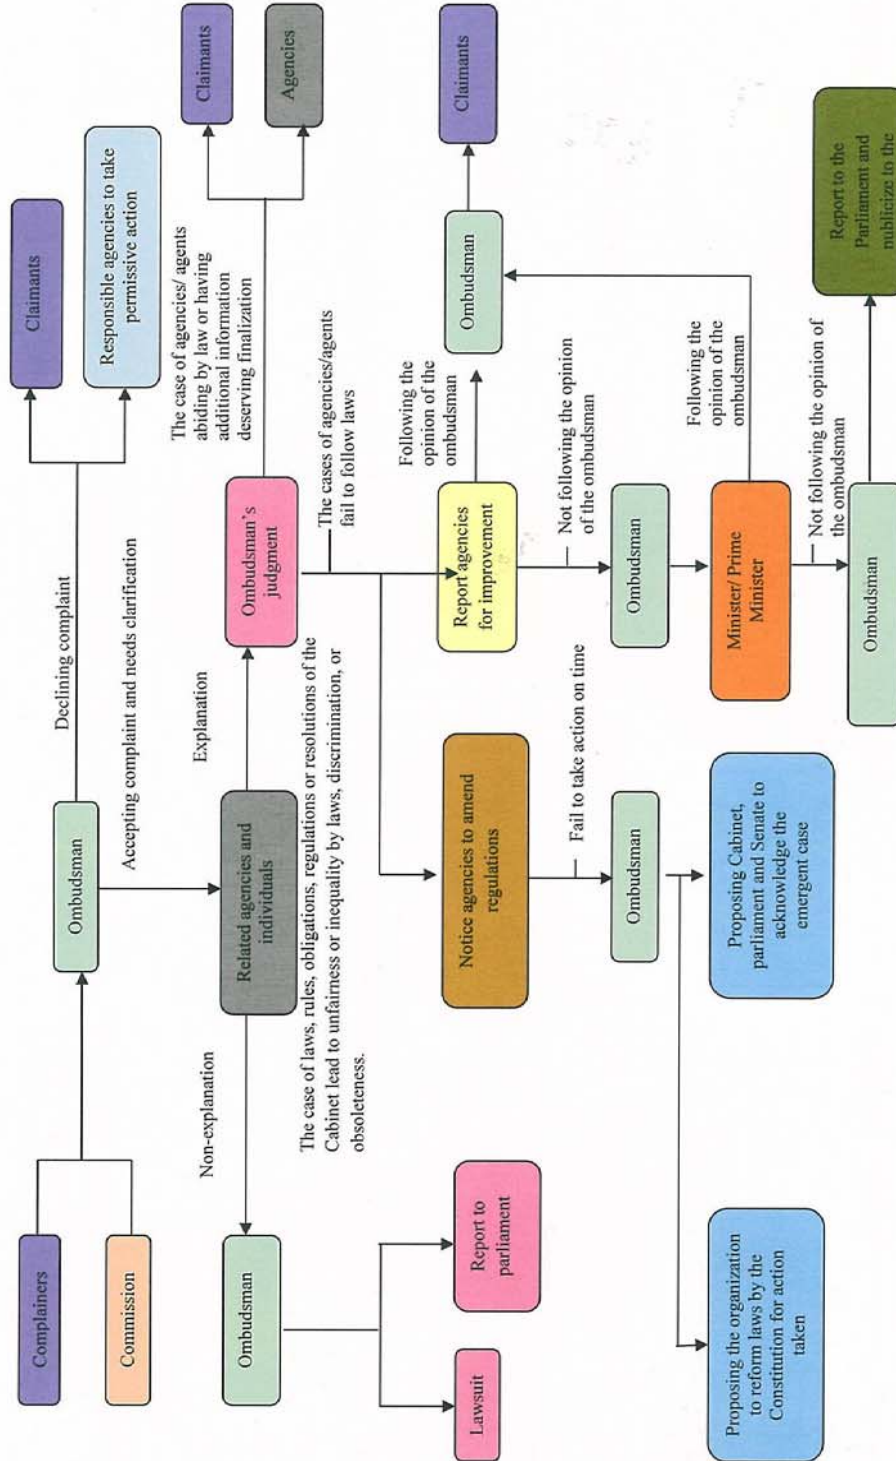 Complainers
Commission
Ombudsman
Declining complaint
Claimants
Responsible agencies to take
permissive action
Accepting complaint and needs clarification
Non-explanation
Related agencies and
individuals
Explanation
Ombudsman's
judgment
The case of agencies/ agents
abiding by law or having
additional information
deserving finalization
Claimants
Agencies
Ombudsman
The case of laws, rules, obligations, regulations or resolutions of the
Cabinet lead to unfairness or inequality by laws, discrimination, or
obsoleteness.
The cases of agencies/agents
fail to follow laws
Lawsuit
Report to
parliament
Notice agencies to amend
regulations
Report agencies
for improvement
Following the
opinion of the
ombudsman
Ombudsman
Claimants
Fail to take action on time
Not following the opinion
of the ombudsman
Ombudsman
Ombudsman
Proposing the organization
to reform laws by the
Constitution for action
taken
Proposing Cabinet,
parliament and Senate to
acknowledge the
emergent case
Minister/ Prime
Minister
Following the
opinion of the
ombudsman
Not following the opinion of
the ombudsman
Ombudsman
Report to the
Parliament and
publicize to the